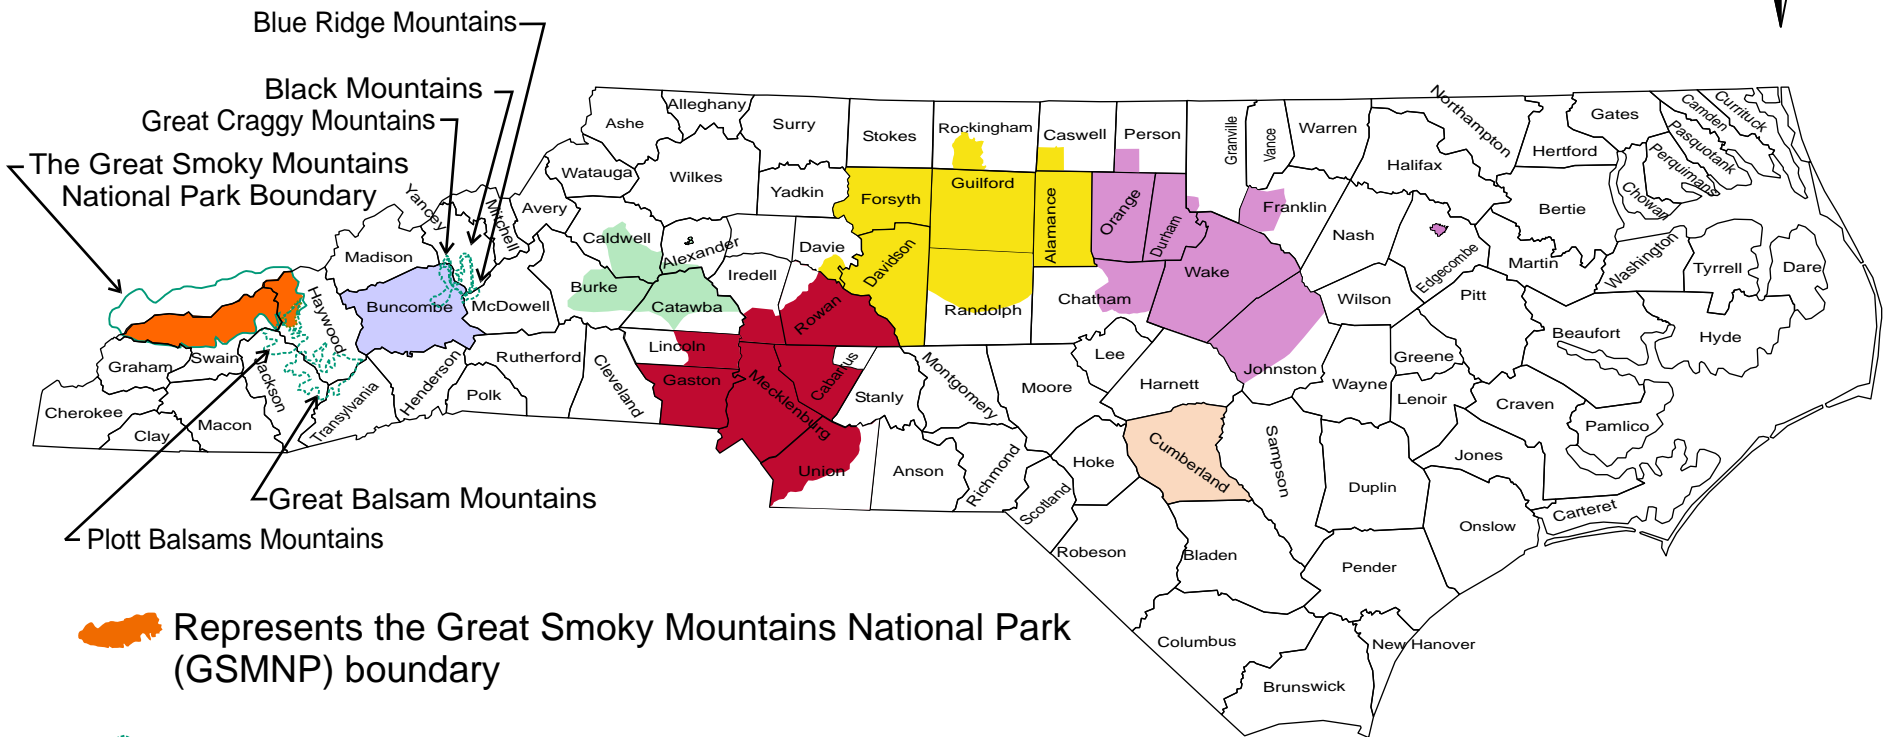 Blue Ridge Mountains
Black Mountains
Great Craggy Mountains
The Great Smoky Mountains
National Park Boundary
Great Balsam Mountains
Plott Balsams Mountains
Ashe
Alleghany
Surry
Stokes
Rockingham
Caswell
Person
Granville
Vance
Warren
Northampton
Gates
Camden
Currituck
Pasquotank
Perquimans
Chowan
Hertford
Halifax
Bertie
Watauga
Wilkes
Yadkin
Forsyth
Guilford
Alamance
Orange
Durham
Franklin
Nash
Edgecombe
Martin
Washington
Tyrrell
Dare
Yancey
Mitchell
Avery
Caldwell
Alexander
Iredell
Davie
Davidson
Randolph
Chatham
Wake
Wilson
Pitt
Beaufort
Hyde
Madison
Haywood
Buncombe
McDowell
Burke
Catawba
Rowan
Lincoln
Gaston
Mecklenburg
Cabarrus
Stanly
Montgomery
Moore
Lee
Harnett
Johnston
Wayne
Greene
Lenoir
Craven
Pamlico
Graham
Swain
Jackson
Cherokee
Clay
Macon
Transylvania
Henderson
Polk
Rutherford
Cleveland
Union
Anson
Richmond
Scotland
Hoke
Cumberland
Sampson
Duplin
Jones
Onslow
Carteret
Robeson
Bladen
Pender
Columbus
New Hanover
Brunswick
Represents the Great Smoky Mountains National Park
(GSMNP) boundary